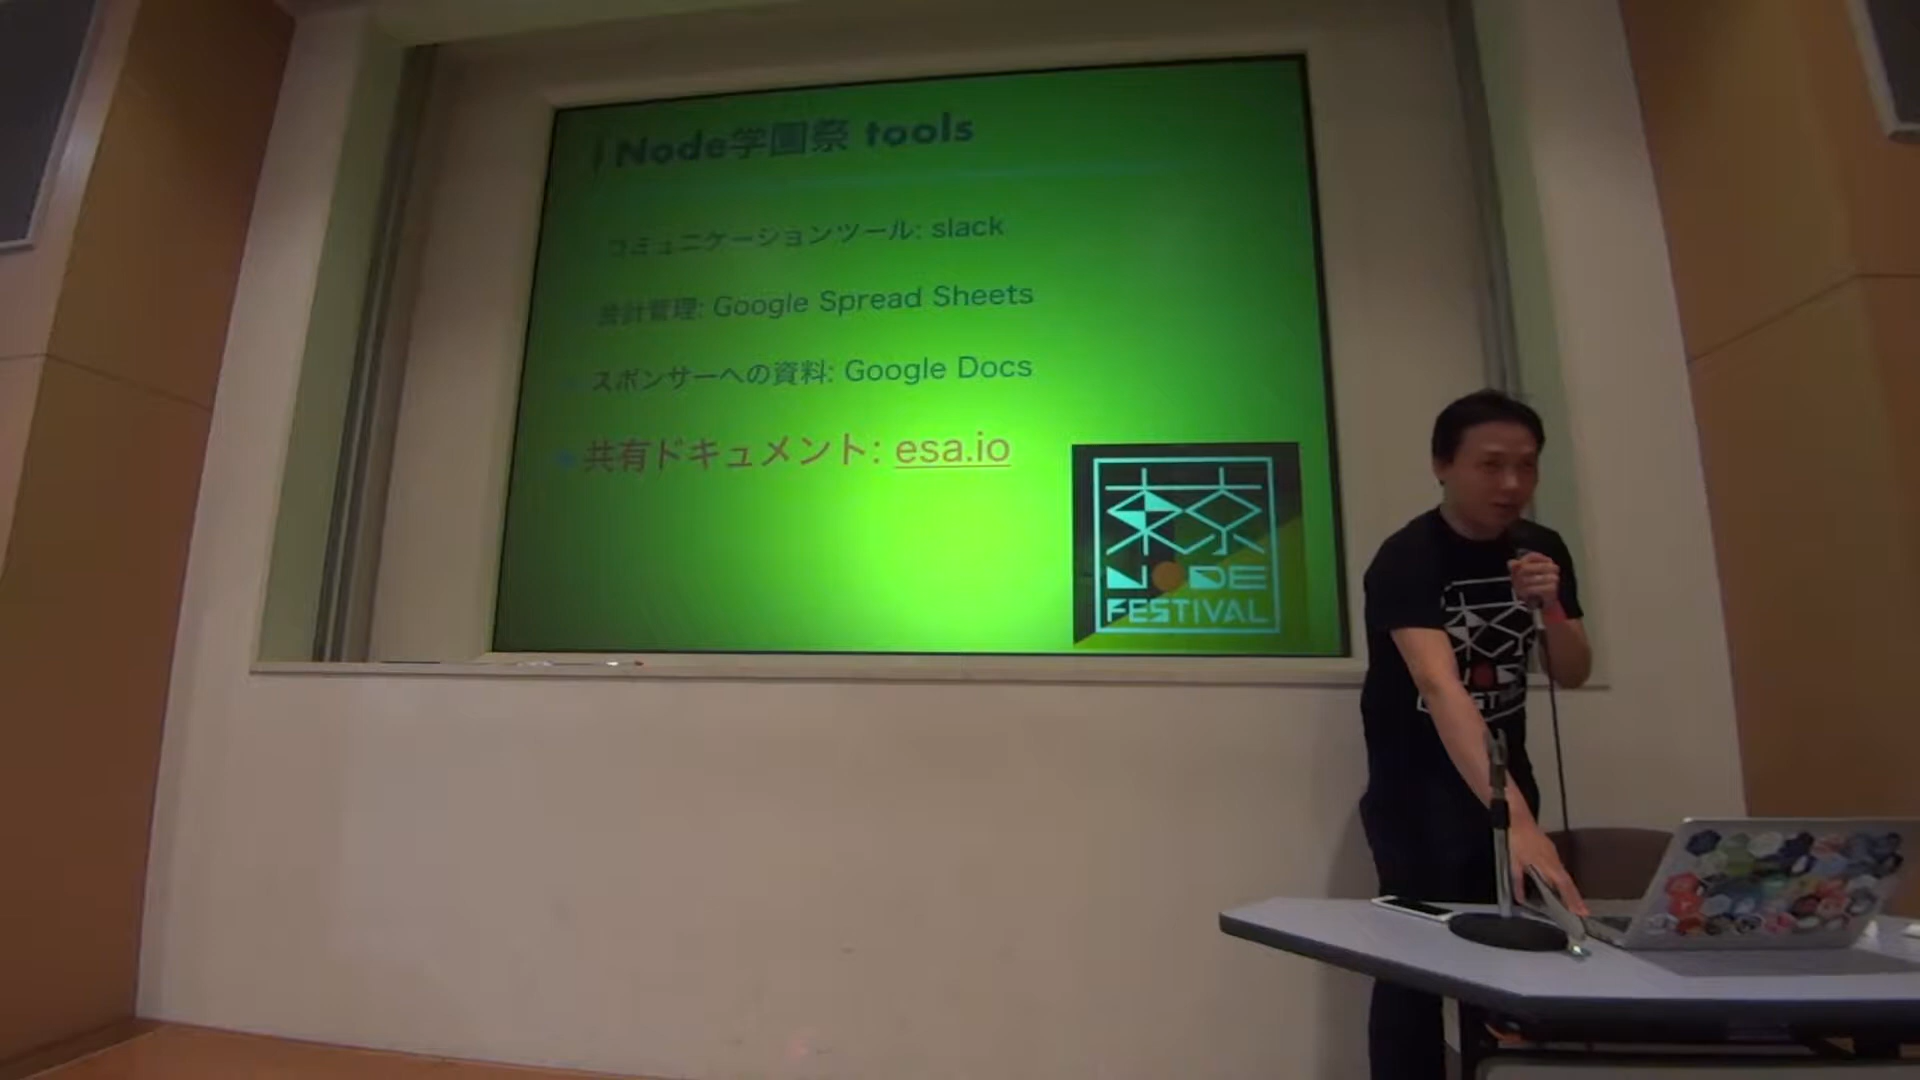 Node学園祭 tools
コミュニケーションツール: slack
会計管理: Google Spread Sheets
スポンサーへの資料: Google Docs
共有ドキュメント: esa.io
東京
NODE
FESTIVAL